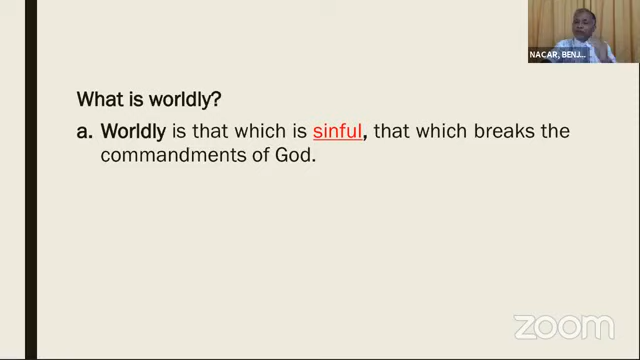 NACAR, BENJ...
What is worldly?
a. Worldly is that which is sinful, that which breaks the
commandments of God.
zoom